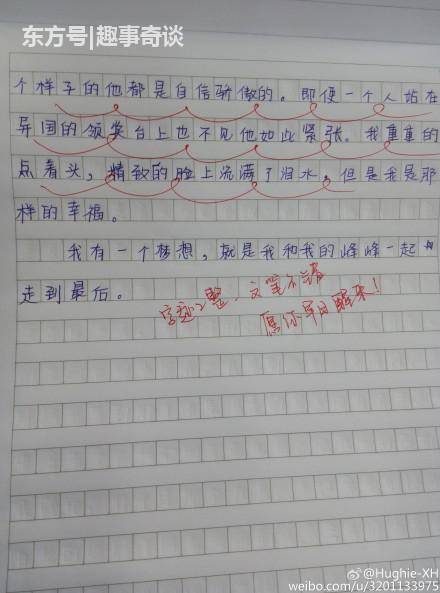 东方号|趣事奇谈
个样子的他都是自信骄傲的。即便一个人站在
异国的领奖台上也不见他如此紧张。我重重的
点着头，精致的脸上流满了泪水，但是我是那
样的幸福。
我有一个梦想，就是我和我的峰峰一起
走到最后。
字迹工整，文笔不错
愿你早日醒来！
@Hughie-XH
weibo.com/u/3201133975